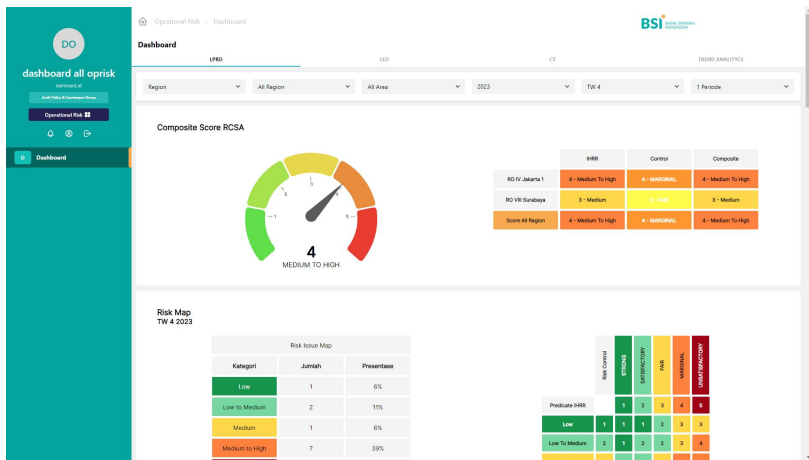 DO
dashboard all oprisk
dashboard all
Audit Policy & Counterpart Group
Operational Risk
D Dashboard
Oprational Risk > Dashboard
BSI BANK SYARIAH INDONESIA
Dashboard
LPRO LED CT TREND ANALITYCS
Region All Region All Area 2023 TW 4 1 Periode
Composite Score RCSA
1 2 3 4 5
4
MEDIUM TO HIGH
IHRR Control Composite
RO IV Jakarta 1 4 - Medium To High 4 - MARGINAL 4 - Medium To High
RO VIII Surabaya 3 - Medium 3 - Medium
Score All Region 4 - Medium To High 4 - MARGINAL 4 - Medium To High
Risk Map
TW 4 2023
Risk Issue Map
Kategori Jumlah Presentase
Low 1 6%
Low to Medium 2 11%
Medium 1 6%
Medium to High 7 39%
Risk Control STRONG SATISFACTORY FAIR MARGINAL UNSATISFACTORY
Predicate IHRR 1 2 3 4 5
Low 1 1 1 2 3 3
Low To Medium 2 1 2 2 3 4